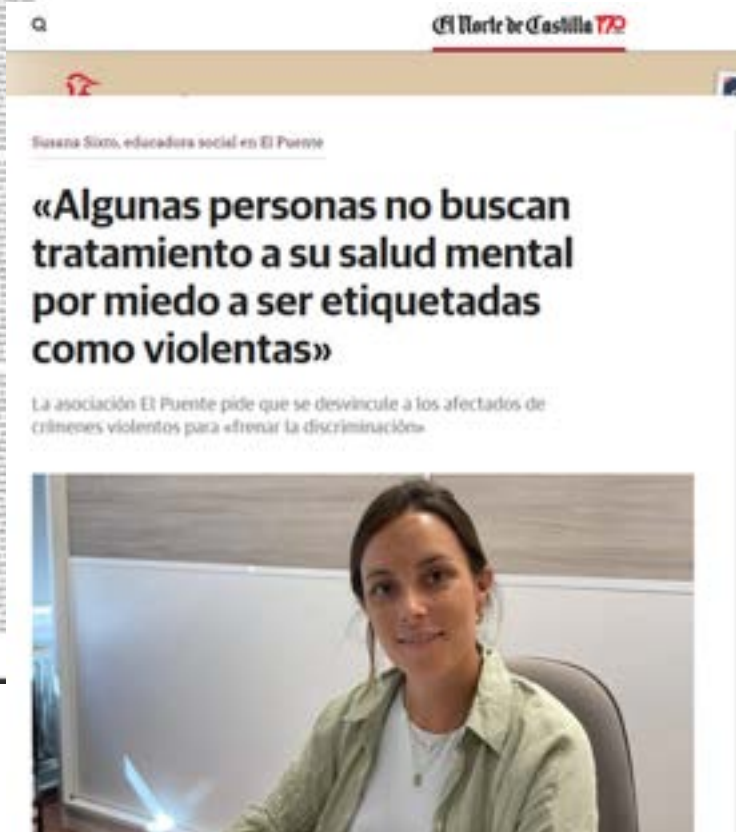 El Norte de Castilla 170
Susana Sixto, educadora social en El Puente
«Algunas personas no buscan
tratamiento a su salud mental
por miedo a ser etiquetadas
como violentas»
La asociación El Puente pide que se desvincule a los afectados de
crímenes violentos para «frenar la discriminación»